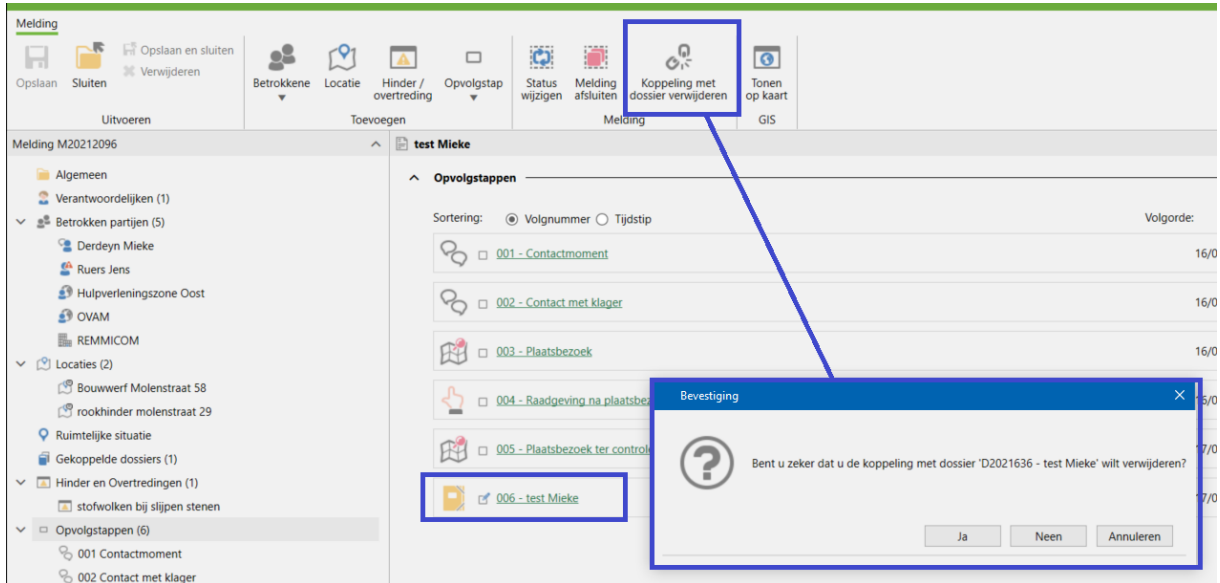 Melding
Opslaan
Sluiten
Opslaan en sluiten
Verwijderen
Uitvoeren
Betrokkene
Locatie
Hinder /
overtreding
Opvolgstap
Toevoegen
Status
wijzigen
Melding
afsluiten
Koppeling met
dossier verwijderen
Melding
Tonen
op kaart
GIS
Melding M20212096
Algemeen
Verantwoordelijken (1)
Betrokken partijen (5)
Derdeyn Mieke
Ruers Jens
Hulpverleningszone Oost
OVAM
REMMICOM
Locaties (2)
Bouwwerf Molenstraat 58
rookhinder molenstraat 29
Ruimtelijke situatie
Gekoppelde dossiers (1)
Hinder en Overtredingen (1)
stofwolken bij slijpen stenen
Opvolgstappen (6)
001 Contactmoment
002 Contact met klager
test Mieke
Opvolgstappen
Sortering: Volgnummer Tijdstip Volgorde:
001 - Contactmoment 16/0
002 - Contact met klager 16/0
003 - Plaatsbezoek 16/0
004 - Raadgeving na plaatsbez
005 - Plaatsbezoek ter controle
006 - test Mieke
Bevestiging
Bent u zeker dat u de koppeling met dossier 'D2021636 - test Mieke' wilt verwijderen?
Ja Neen Annuleren